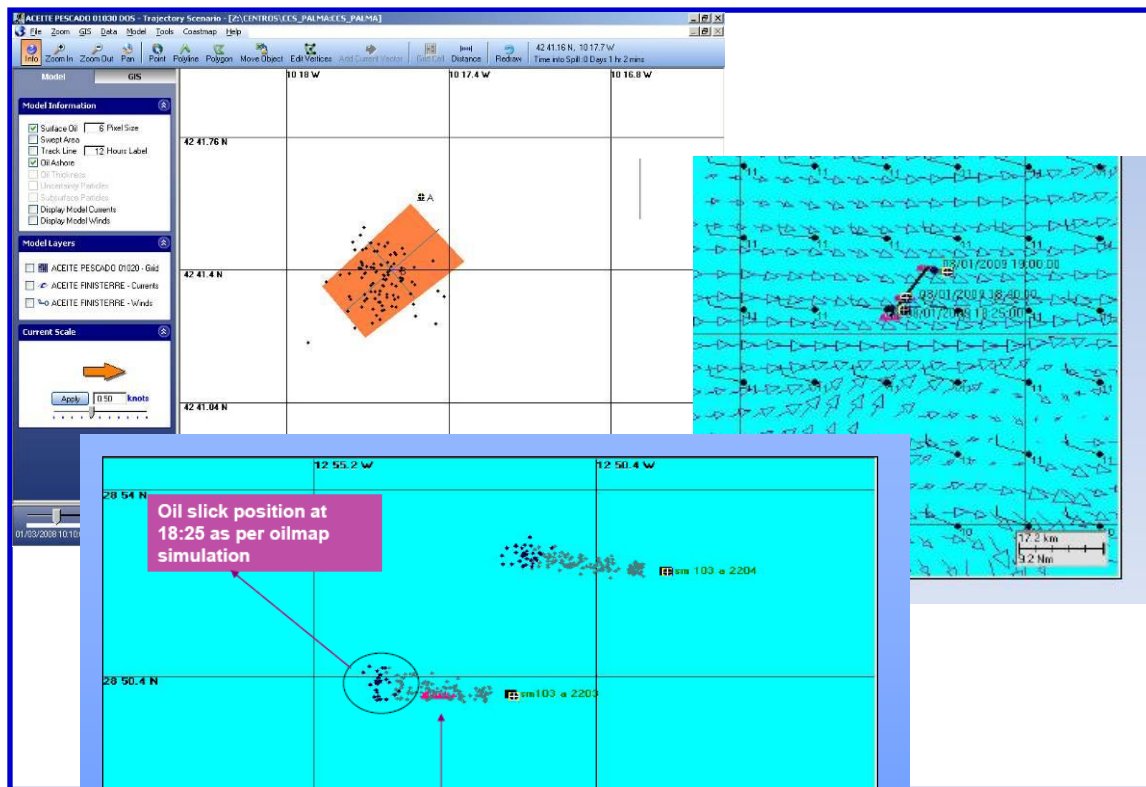 ACEITE PESCADO 01030 DOS - Trajectory Scenario - [Z:\CENTROS\CCS_PALMA:CCS_PALMA]
File Zoom GIS Data Model Tools Coastmap Help
Info Zoom In Zoom Out Pan Point Polyline Polygon Move Object Edit Vertices Add Current Vector Grid Cell Distance Redraw
42 41.16 N, 10 17.7 W
Time into Spill :0 Days 1 hr 2 mins
Model GIS
Model Information
Surface Oil 6 Pixel Size
Swept Area
Track Line 12 Hours Label
Oil Ashore
Oil Thickness
Uncertainty Particles
Subsurface Particles
Display Model Currents
Display Model Winds
Model Layers
ACEITE PESCADO 01020 - Grid
ACEITE FINISTERRE - Currents
ACEITE FINISTERRE - Winds
Current Scale
Apply 0.50 knots
10 18 W 10 17.4 W 10 16.8 W
42 41.76 N
A
42 41.4 N
42 41.04 N
08/01/2009 19:00:00
08/01/2009 18:40:00
08/01/2009 18:25:00
17.2 km
9.2 Nm
12 55.2 W 12 50.4 W
28 54 N
Oil slick position at
18:25 as per oilmap
simulation
sm 103 a 2204
28 50.4 N
sm103 a 2203